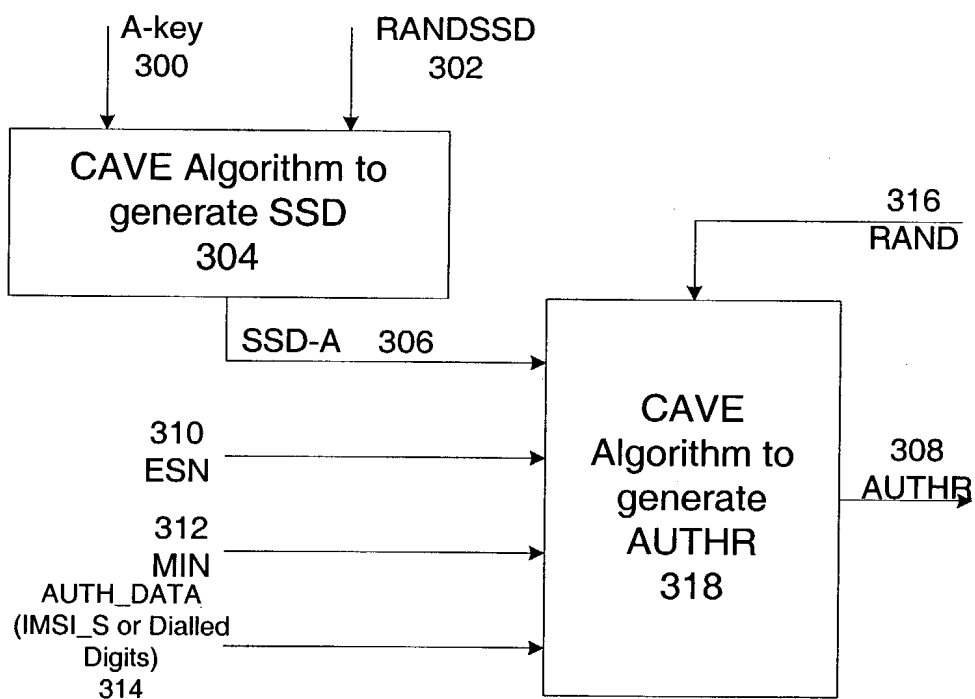 A-key
300
RANDSSD
302
CAVE Algorithm to
generate SSD
304
316
RAND
SSD-A 306
CAVE
Algorithm to
generate
AUTHR
318
310
ESN
308
AUTHR
312
MIN
AUTH_DATA
(IMSI_S or Dialled
Digits)
314